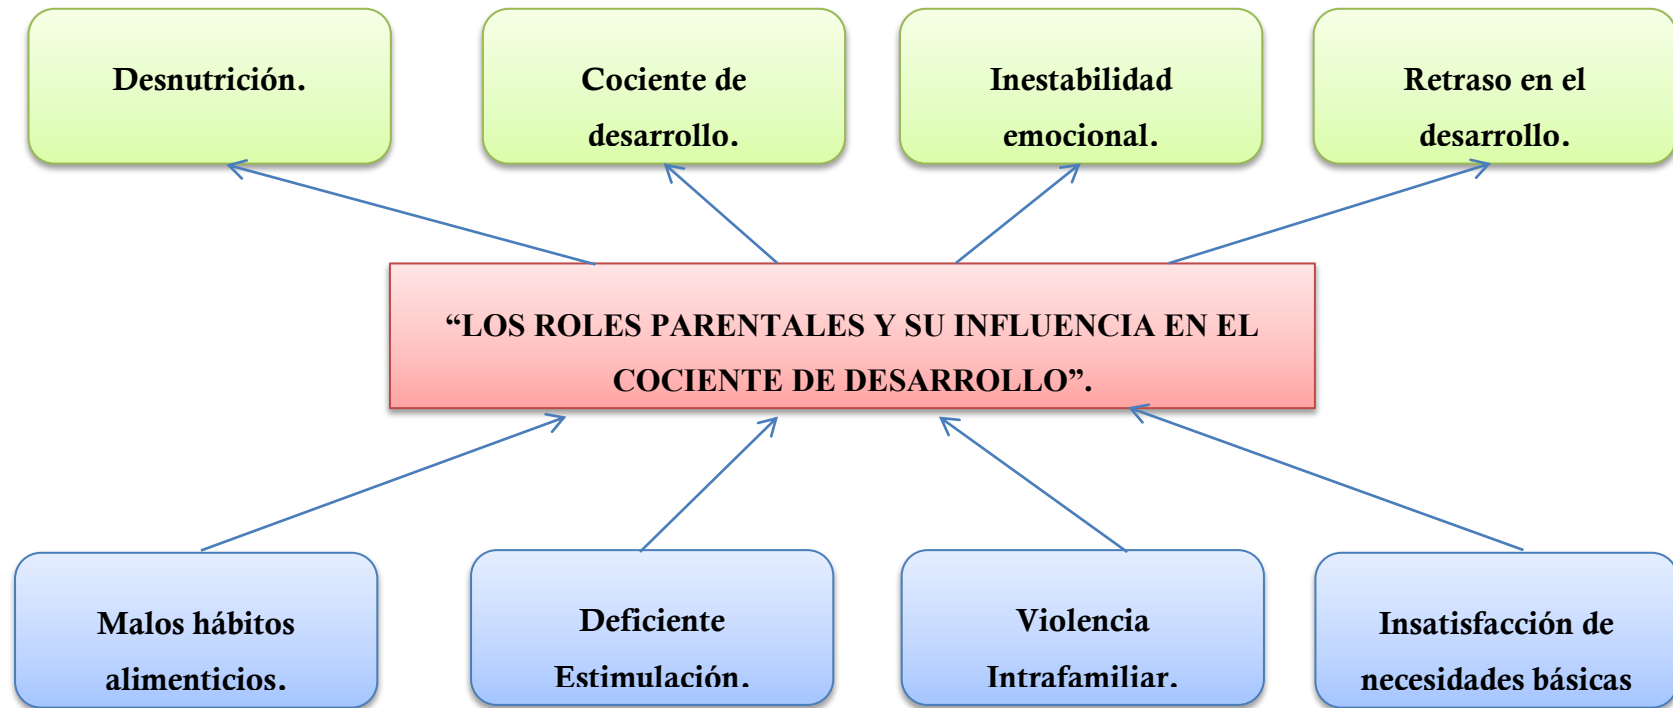 Desnutrición.
Cociente de
desarrollo.
Inestabilidad
emocional.
Retraso en el
desarrollo.
“LOS ROLES PARENTALES Y SU INFLUENCIA EN EL
COCIENTE DE DESARROLLO”.
Malos hábitos
alimenticios.
Deficiente
Estimulación.
Violencia
Intrafamiliar.
Insatisfacción de
necesidades básicas